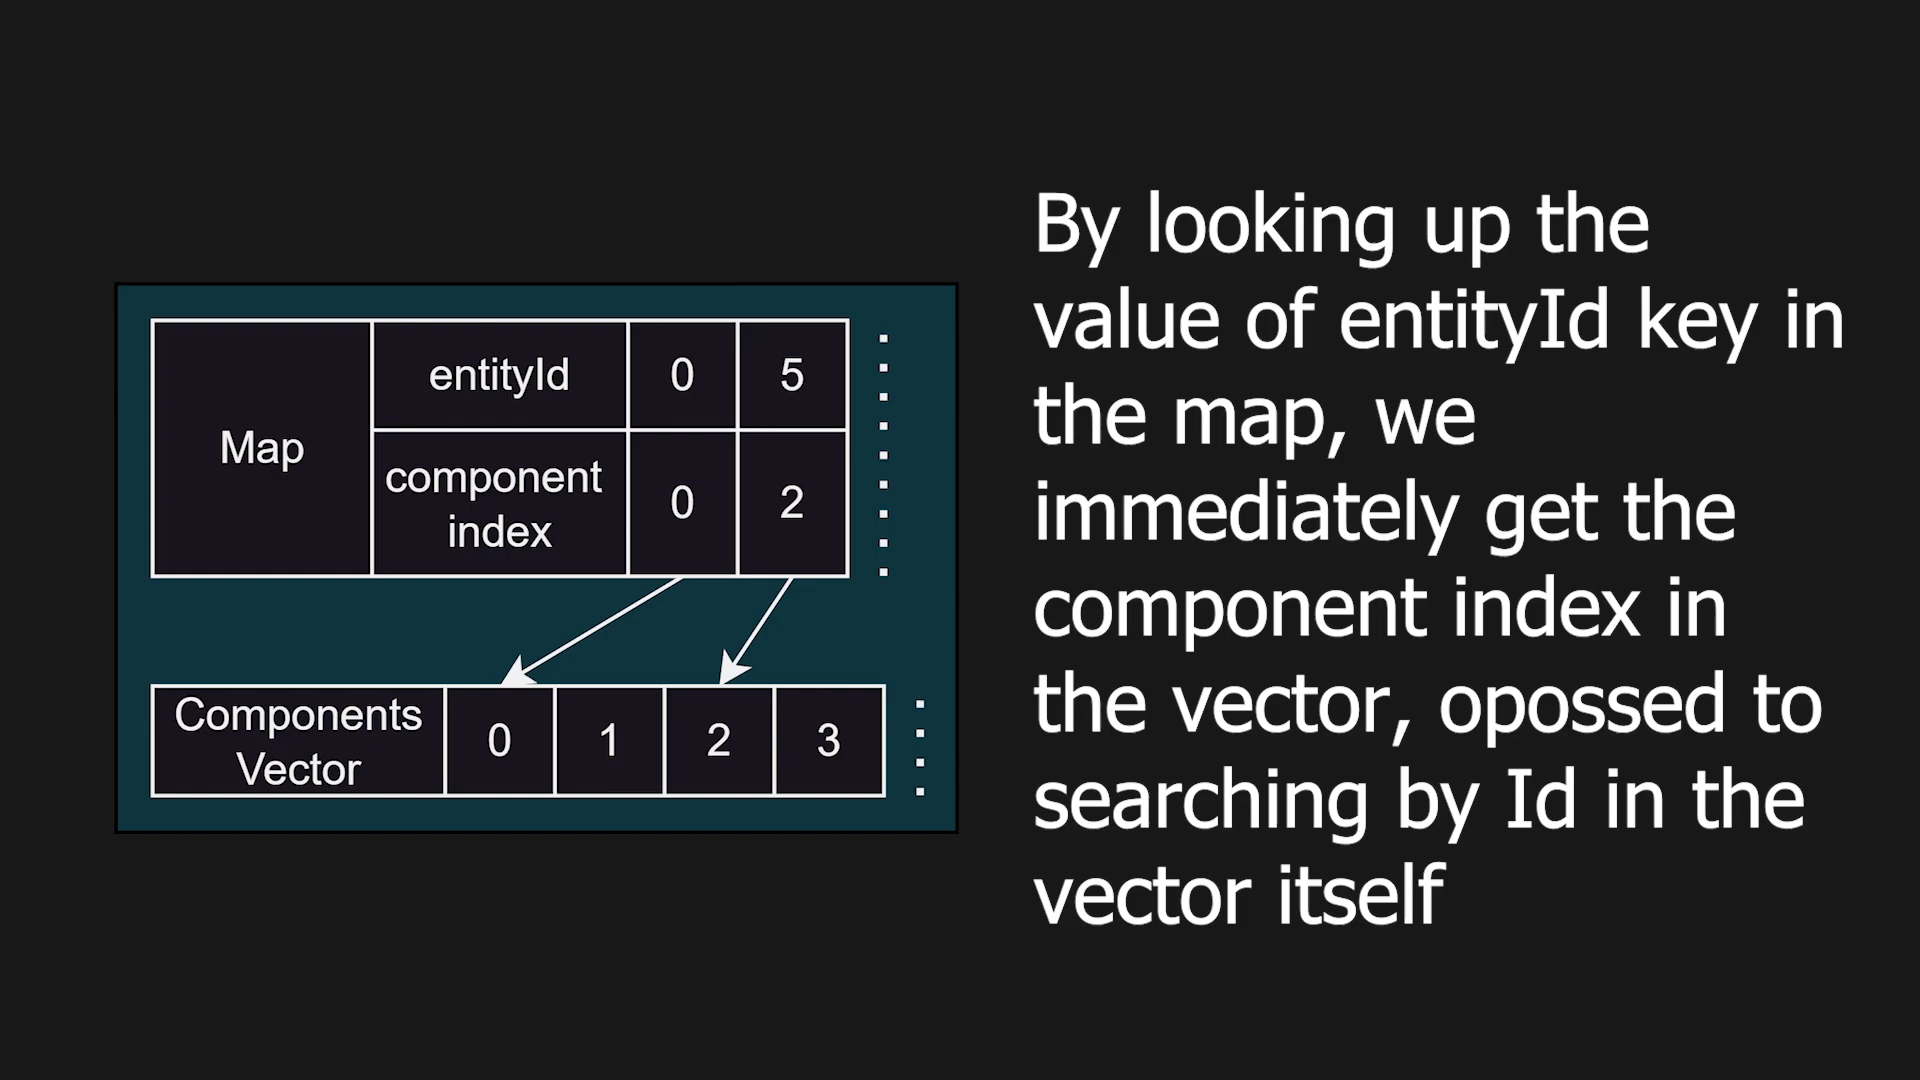 Map
entityId
0
5
component
index
0
2
Components
Vector
0
1
2
3
By looking up the
value of entityId key in
the map, we
immediately get the
component index in
the vector, opossed to
searching by Id in the
vector itself